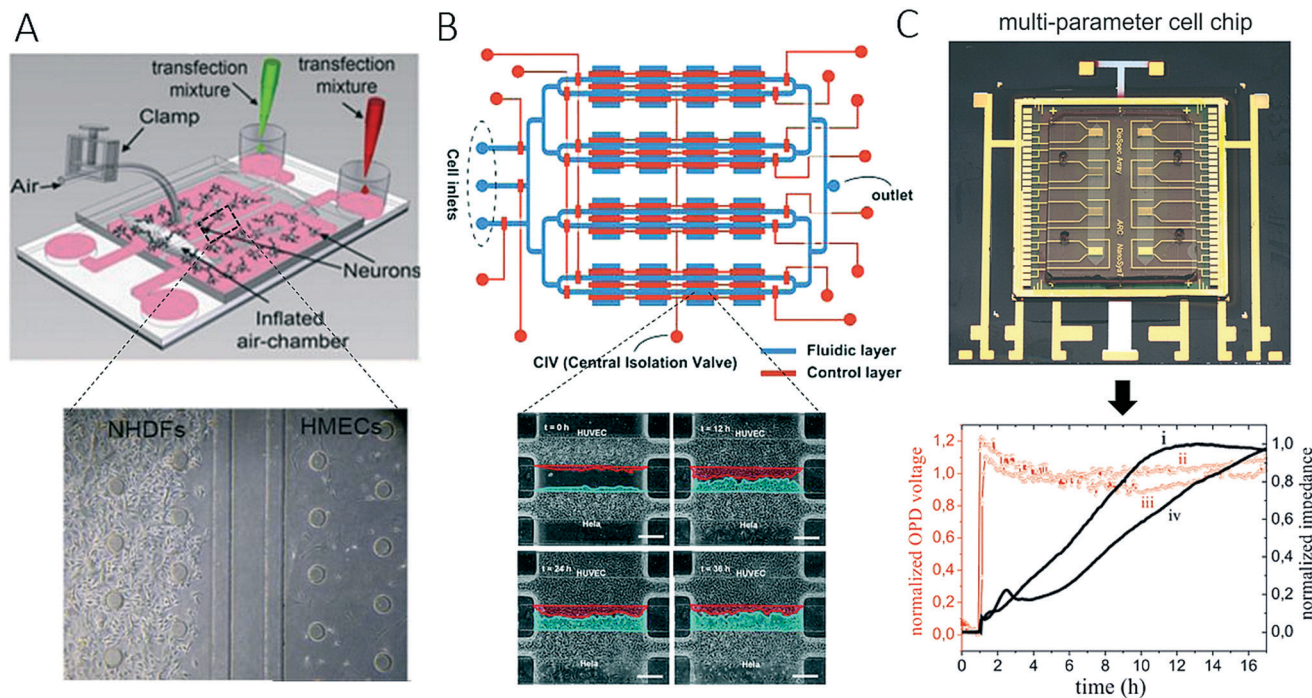 A
transfection
mixture
transfection
mixture
Clamp
Air
Neurons
Inflated
air-chamber
NHDFs
HMECs
B
Cell inlets
outlet
CIV (Central Isolation Valve)
Fluidic layer
Control layer
t = 0 h
HUVEC
Hela
t = 12 h
HUVEC
Hela
t = 24 h
HUVEC
Hela
t = 36 h
HUVEC
Hela
C
multi-parameter cell chip
DielSpec Array
ARC NanoSysT
normalized OPD voltage
1,2
1,0
0,8
0,6
0,4
0,2
0,0
i
ii
iii
iv
1,0
0,8
0,6
0,4
0,2
0,0
normalized impedance
0 2 4 6 8 10 12 14 16
time (h)